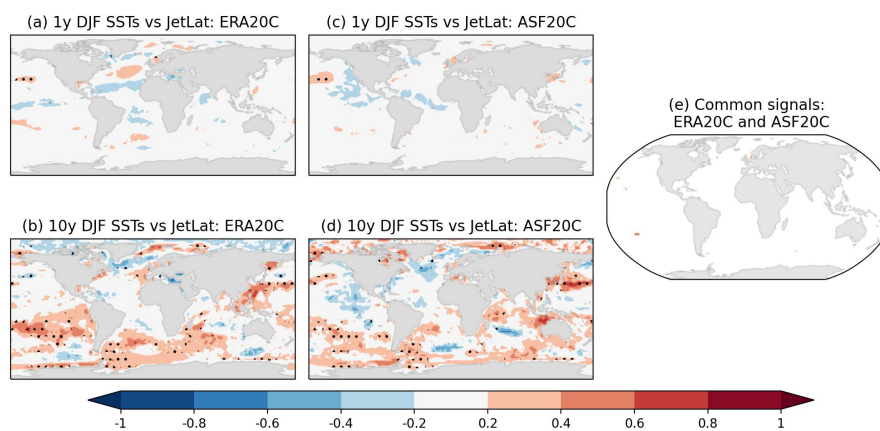 (a) 1y DJF SSTs vs JetLat: ERA20C
(c) 1y DJF SSTs vs JetLat: ASF20C
(e) Common signals:
ERA20C and ASF20C
(b) 10y DJF SSTs vs JetLat: ERA20C
(d) 10y DJF SSTs vs JetLat: ASF20C
-1 -0.8 -0.6 -0.4 -0.2 0.2 0.4 0.6 0.8 1